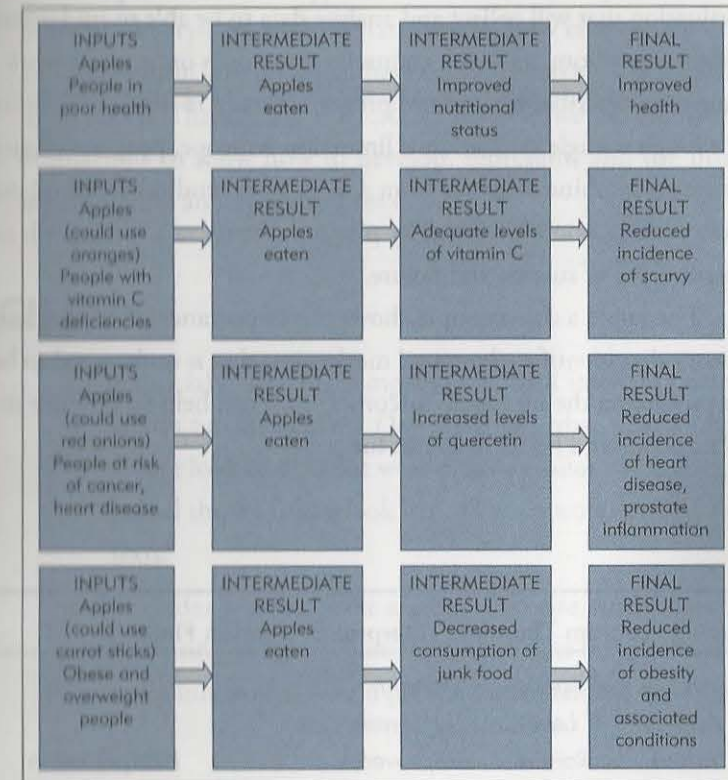 INPUTS
Apples
People in
poor health
INTERMEDIATE
RESULT
Apples
eaten
INTERMEDIATE
RESULT
Improved
nutritional
status
FINAL
RESULT
Improved
health
INPUTS
Apples
(could use
oranges)
People with
vitamin C
deficiencies
INTERMEDIATE
RESULT
Apples
eaten
INTERMEDIATE
RESULT
Adequate levels
of vitamin C
FINAL
RESULT
Reduced
incidence
of scurvy
INPUTS
Apples
(could use
red onions)
People at risk
of cancer,
heart disease
INTERMEDIATE
RESULT
Apples
eaten
INTERMEDIATE
RESULT
Increased levels
of quercetin
FINAL
RESULT
Reduced
incidence
of heart
disease,
prostate
inflammation
INPUTS
Apples
(could use
carrot sticks)
Obese and
overweight
people
INTERMEDIATE
RESULT
Apples
eaten
INTERMEDIATE
RESULT
Decreased
consumption of
junk food
FINAL
RESULT
Reduced
incidence
of obesity
and
associated
conditions